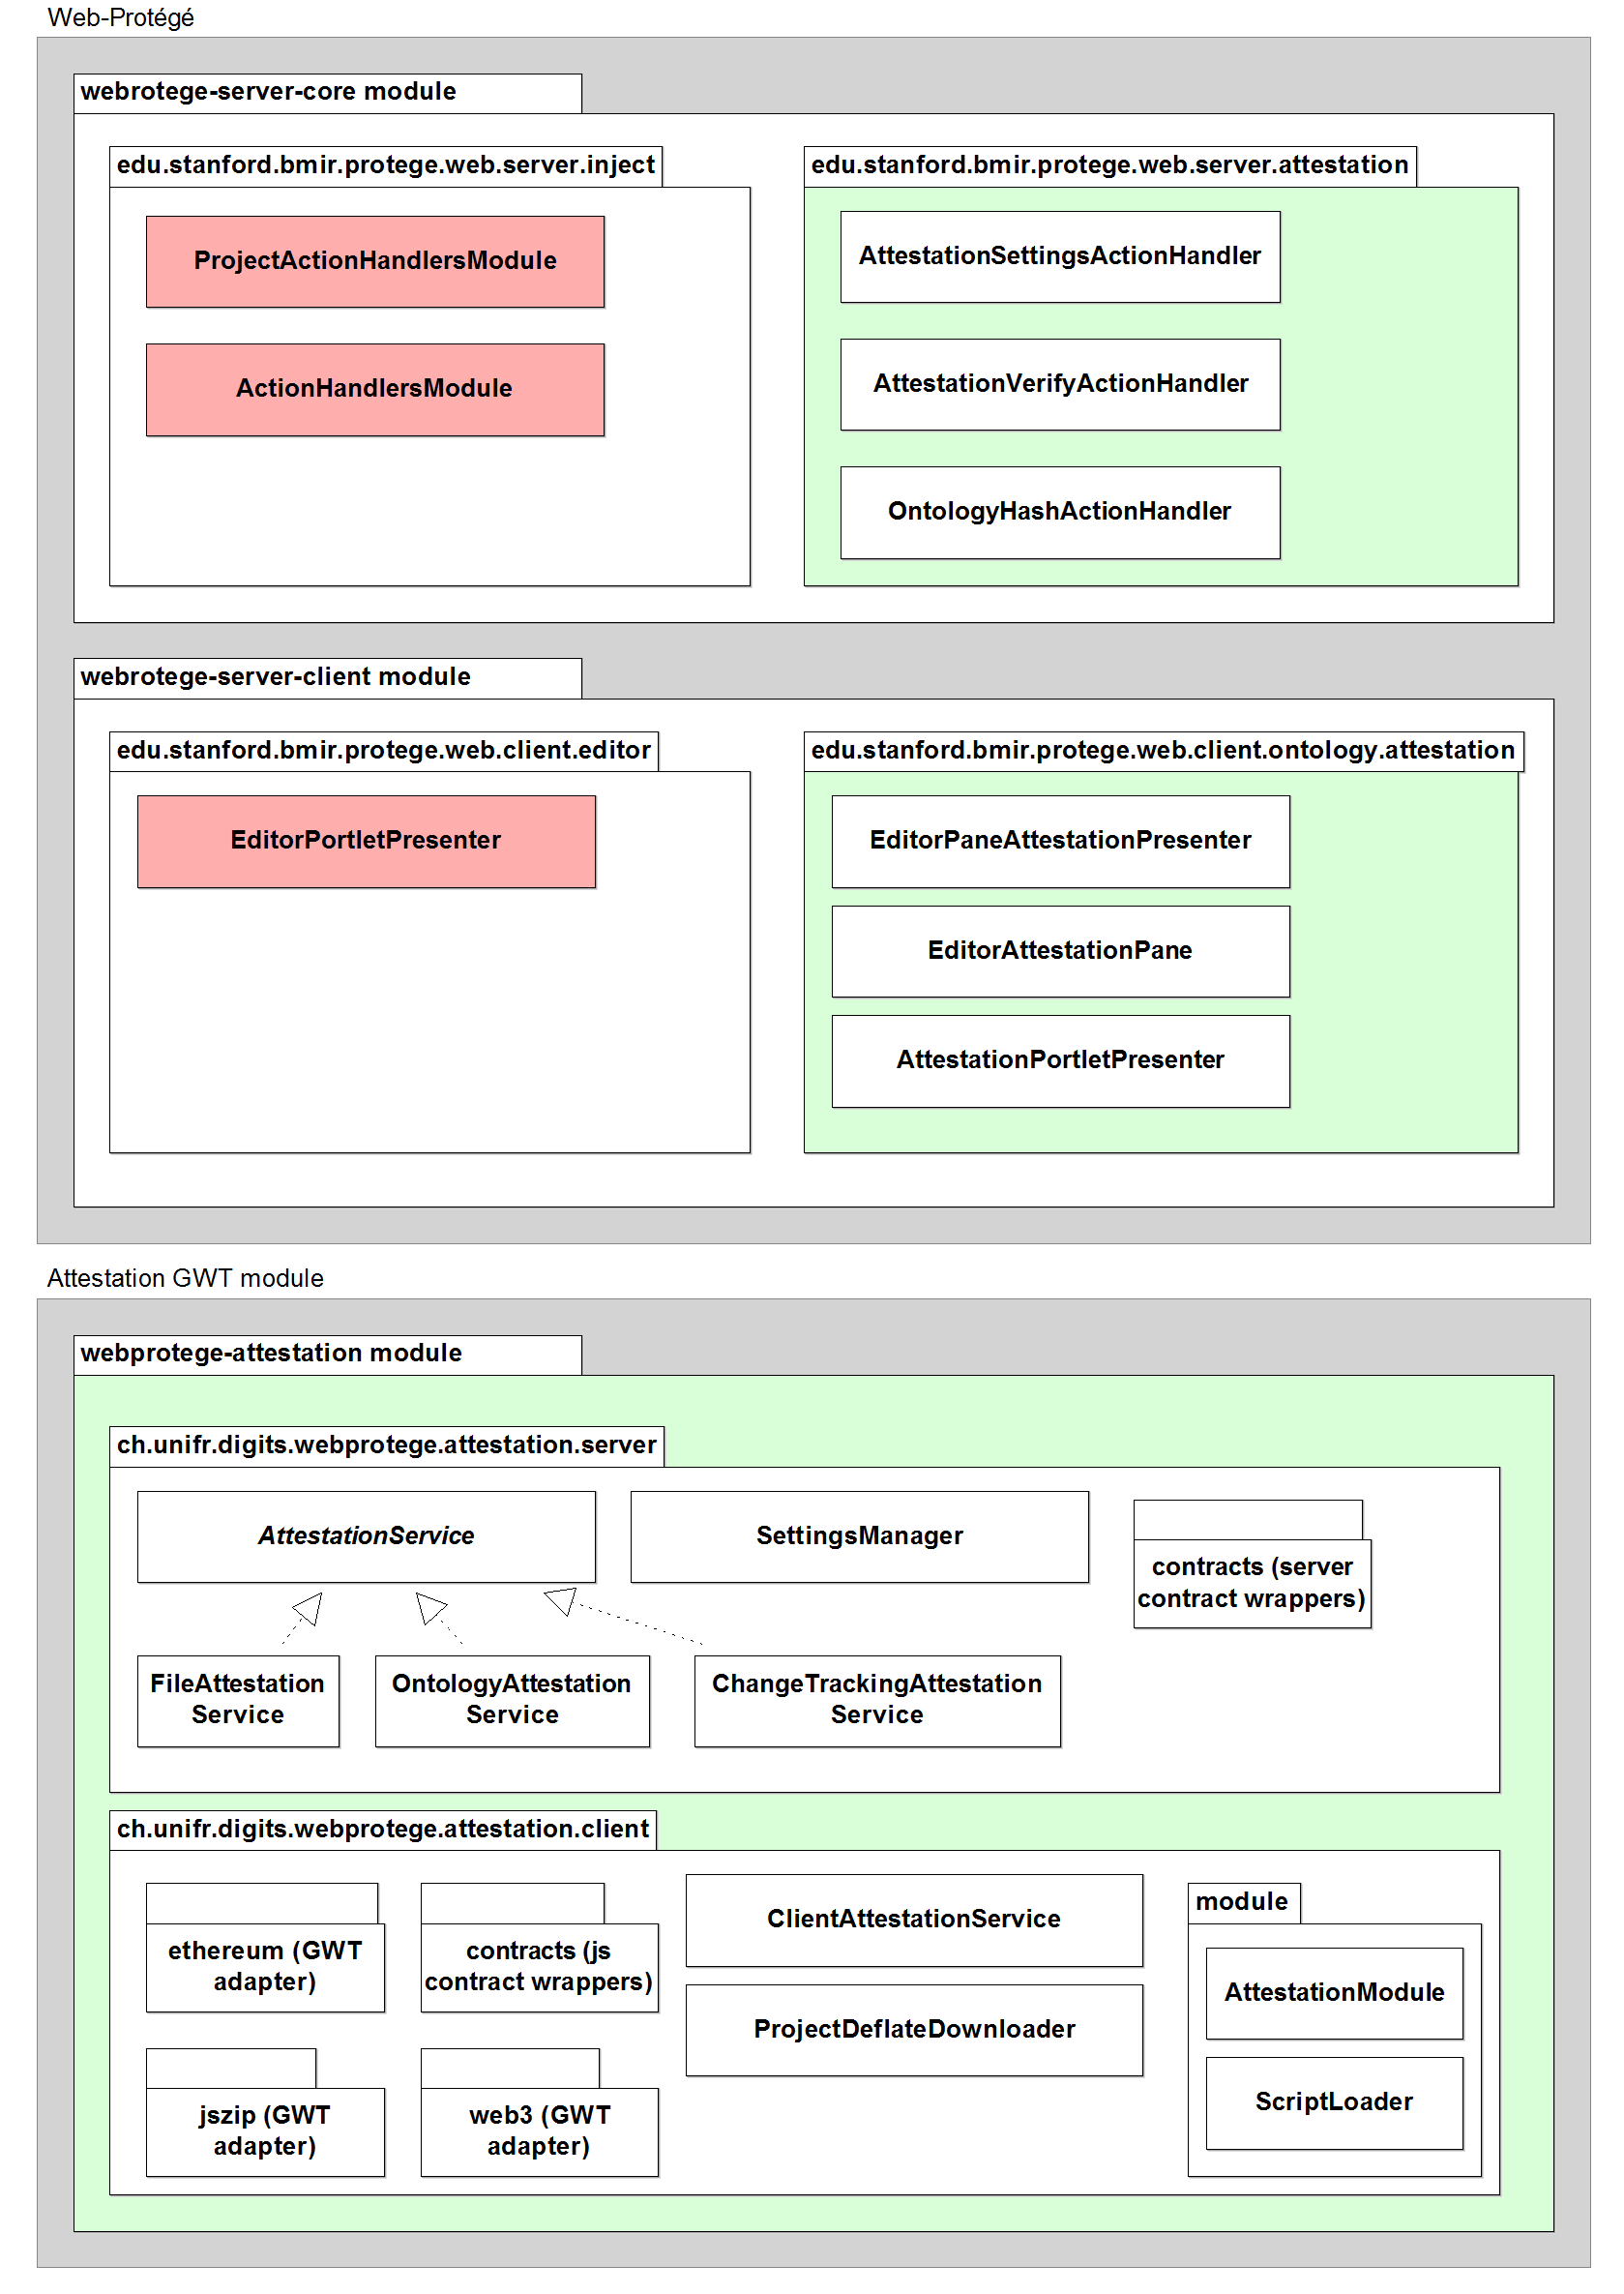 Web-Protégé
webrotege-server-core module
edu.stanford.bmir.protege.web.server.inject
ProjectActionHandlersModule
ActionHandlersModule
edu.stanford.bmir.protege.web.server.attestation
AttestationSettingsActionHandler
AttestationVerifyActionHandler
OntologyHashActionHandler
webrotege-server-client module
edu.stanford.bmir.protege.web.client.editor
EditorPortletPresenter
edu.stanford.bmir.protege.web.client.ontology.attestation
EditorPaneAttestationPresenter
EditorAttestationPane
AttestationPortletPresenter
Attestation GWT module
webprotege-attestation module
ch.unifr.digits.webprotege.attestation.server
AttestationService
SettingsManager
contracts (server
contract wrappers)
FileAttestation
Service
OntologyAttestation
Service
ChangeTrackingAttestation
Service
ch.unifr.digits.webprotege.attestation.client
ethereum (GWT
adapter)
contracts (js
contract wrappers)
jszip (GWT
adapter)
web3 (GWT
adapter)
ClientAttestationService
ProjectDeflateDownloader
module
AttestationModule
ScriptLoader